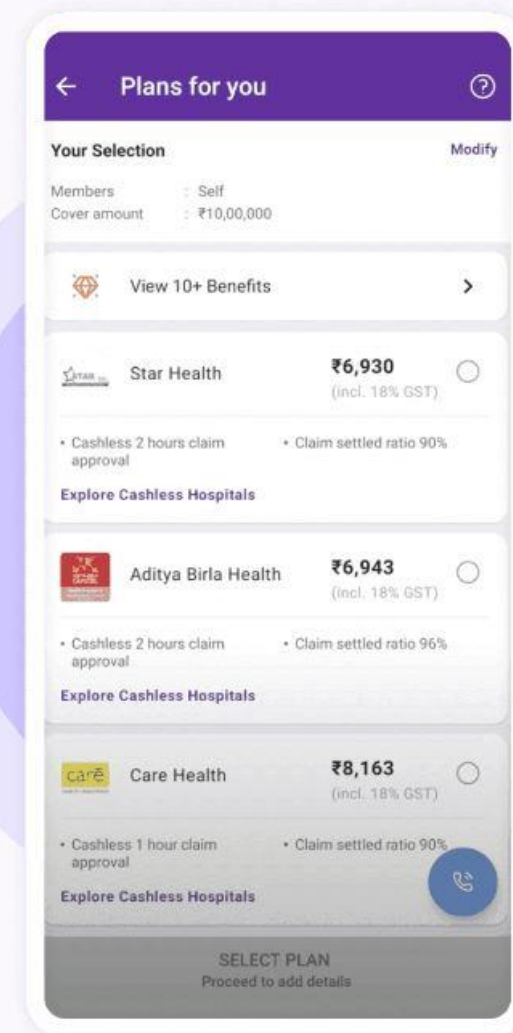 Plans for you
Your Selection
Modify
Members : Self
Cover amount : ₹10,00,000
View 10+ Benefits
STAR
Star Health
₹6,930
(incl. 18% GST)
• Cashless 2 hours claim
approval
• Claim settled ratio 90%
Explore Cashless Hospitals
Aditya Birla Health
₹6,943
(incl. 18% GST)
• Cashless 2 hours claim
approval
• Claim settled ratio 96%
Explore Cashless Hospitals
care
Care Health
₹8,163
(incl. 18% GST)
• Cashless 1 hour claim
approval
• Claim settled ratio 90%
Explore Cashless Hospitals
SELECT PLAN
Proceed to add details